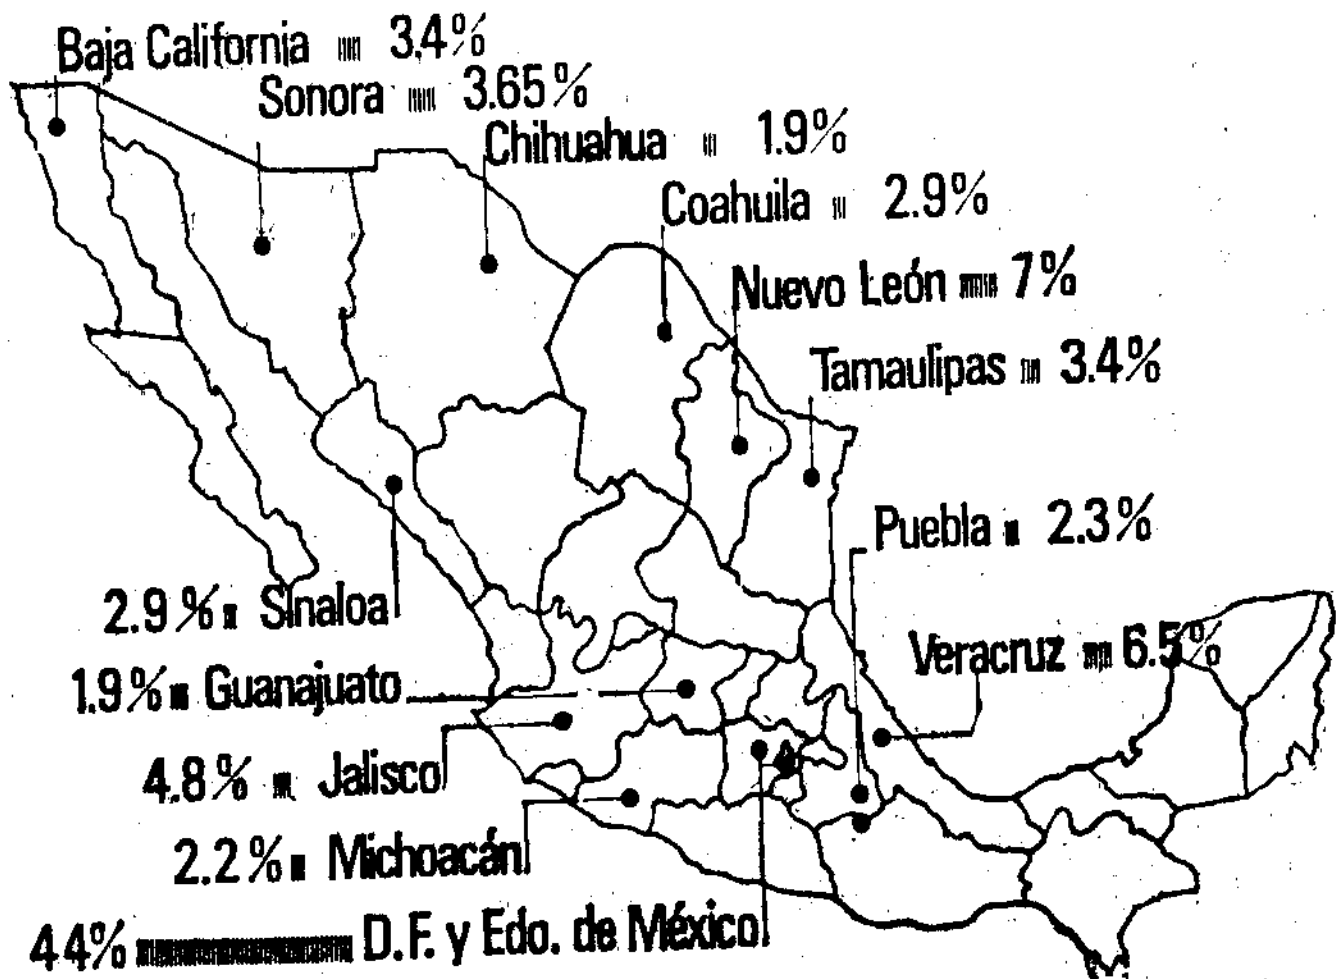 Baja California 3.4%
Sonora 3.65%
Chihuahua 1.9%
Coahuila 2.9%
Nuevo León 7%
Tamaulipas 3.4%
Puebla 2.3%
2.9% Sinaloa
Veracruz 6.5%
1.9% Guanajuato
4.8% Jalisco
2.2% Michoacán
44% D.F. y Edo. de México